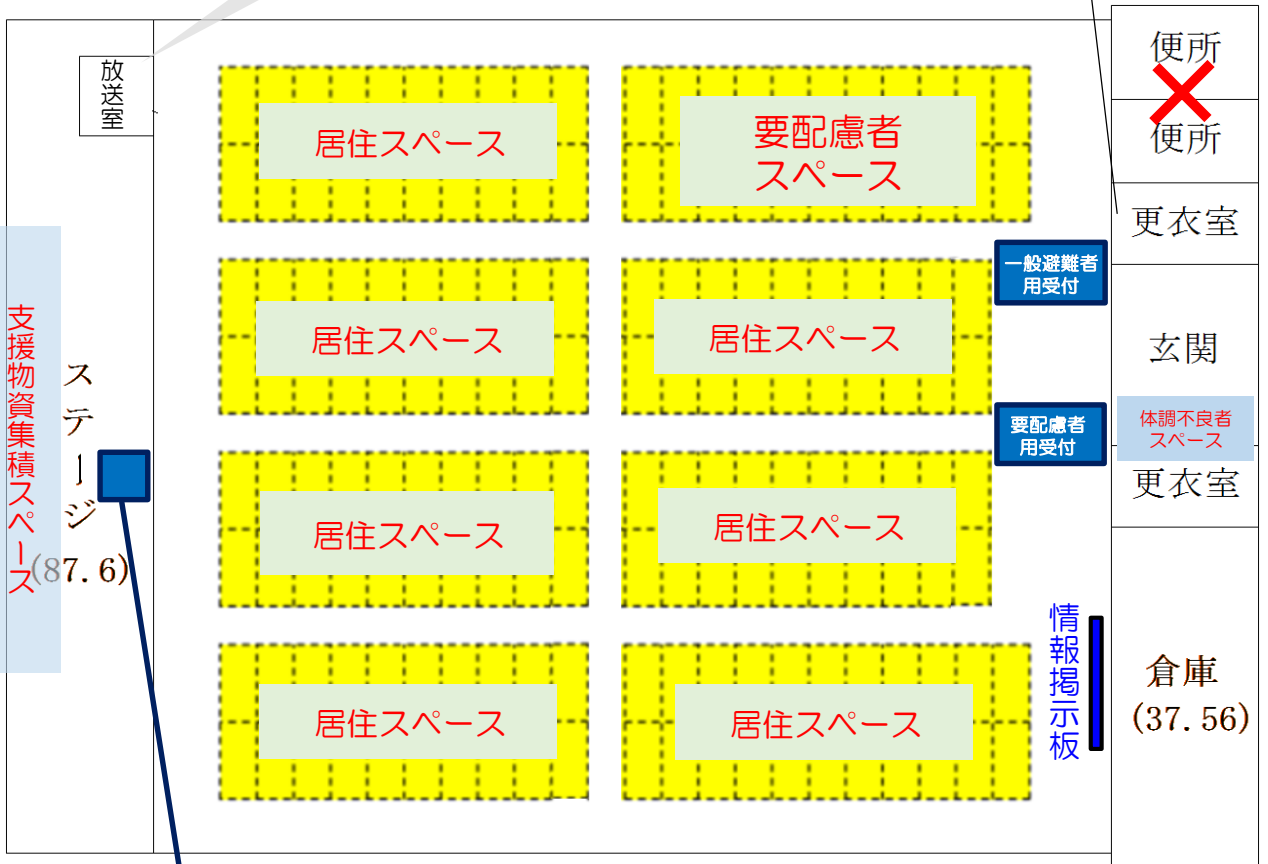 放送室
居住スペース
要配慮者
スペース
便所
便所
更衣室
一般避難者
用受付
居住スペース
居住スペース
玄関
支援物資集積スペース
ステージ
(87.6)
要配慮者
用受付
体調不良者
スペース
更衣室
居住スペース
居住スペース
情報掲示板
倉庫
(37.56)
居住スペース
居住スペース